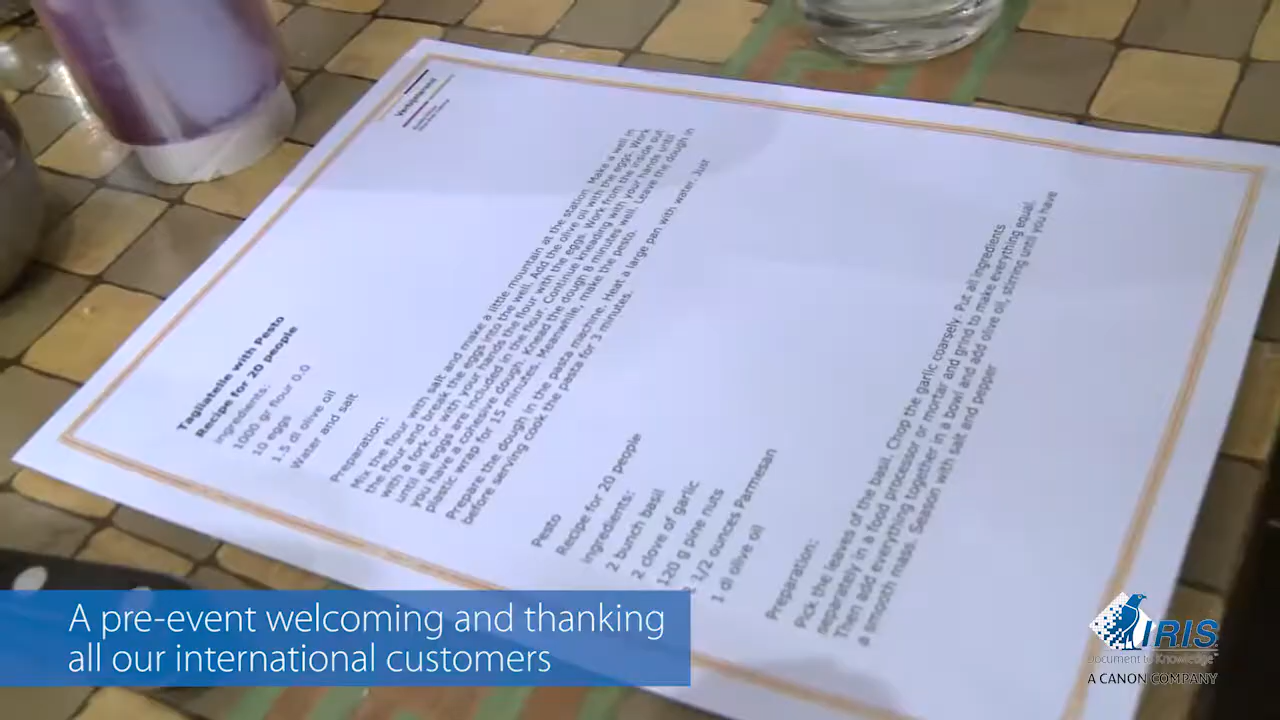 Tagliatelle with Pesto
Recipe for 20 people
ingredients:
1000 gr flour 0.0
10 eggs
1.5 dl olive oil
Water and salt
Preparation:
Mix the flour with salt and make a little mountain at the station. Make a well in
the flour and break the eggs into the well. Add the olive oil with the eggs. Work
with a fork or with your hands the flour with the eggs. Work from the inside out
until all eggs are included in the flour. Continue kneading with your hands until
you have a cohesive dough. Knead the dough 8 minutes well. Leave the dough in
plastic wrap for 15 minutes. Meanwhile, make the pesto.
Prepare the dough in the pasta machine. Heat a large pan with water. Just
before serving cook the pasta for 3 minutes.
Pesto
Recipe for 20 people
ingredients:
2 bunch basil
2 clove of garlic
120 g pine nuts
1/2 ounces Parmesan
1 dl olive oil
Preparation:
Pick the leaves of the basil. Chop the garlic coarsely. Put all ingredients
separately in a food processor or mortar and grind to make everything equal.
Then add everything together in a bowl and add olive oil, stirring until you have
a smooth mass. Season with salt and pepper
A pre-event welcoming and thanking
all our international customers
IRIS
Document to Knowledge
A CANON COMPANY